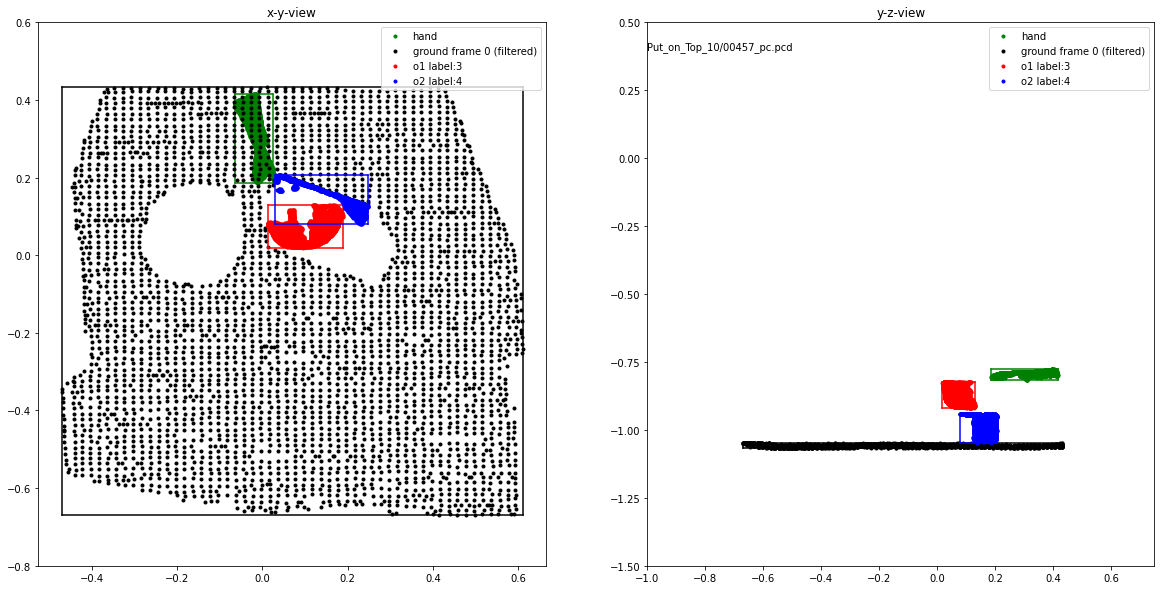 x-y-view
hand
ground frame 0 (filtered)
o1 label:3
o2 label:4
0.6
0.4
0.2
0.0
−0.2
−0.4
−0.6
−0.8
−0.4
−0.2
0.0
0.2
0.4
0.6
y-z-view
Put_on_Top_10/00457_pc.pcd
hand
ground frame 0 (filtered)
o1 label:3
o2 label:4
0.50
0.25
0.00
−0.25
−0.50
−0.75
−1.00
−1.25
−1.50
−1.0
−0.8
−0.6
−0.4
−0.2
0.0
0.2
0.4
0.6